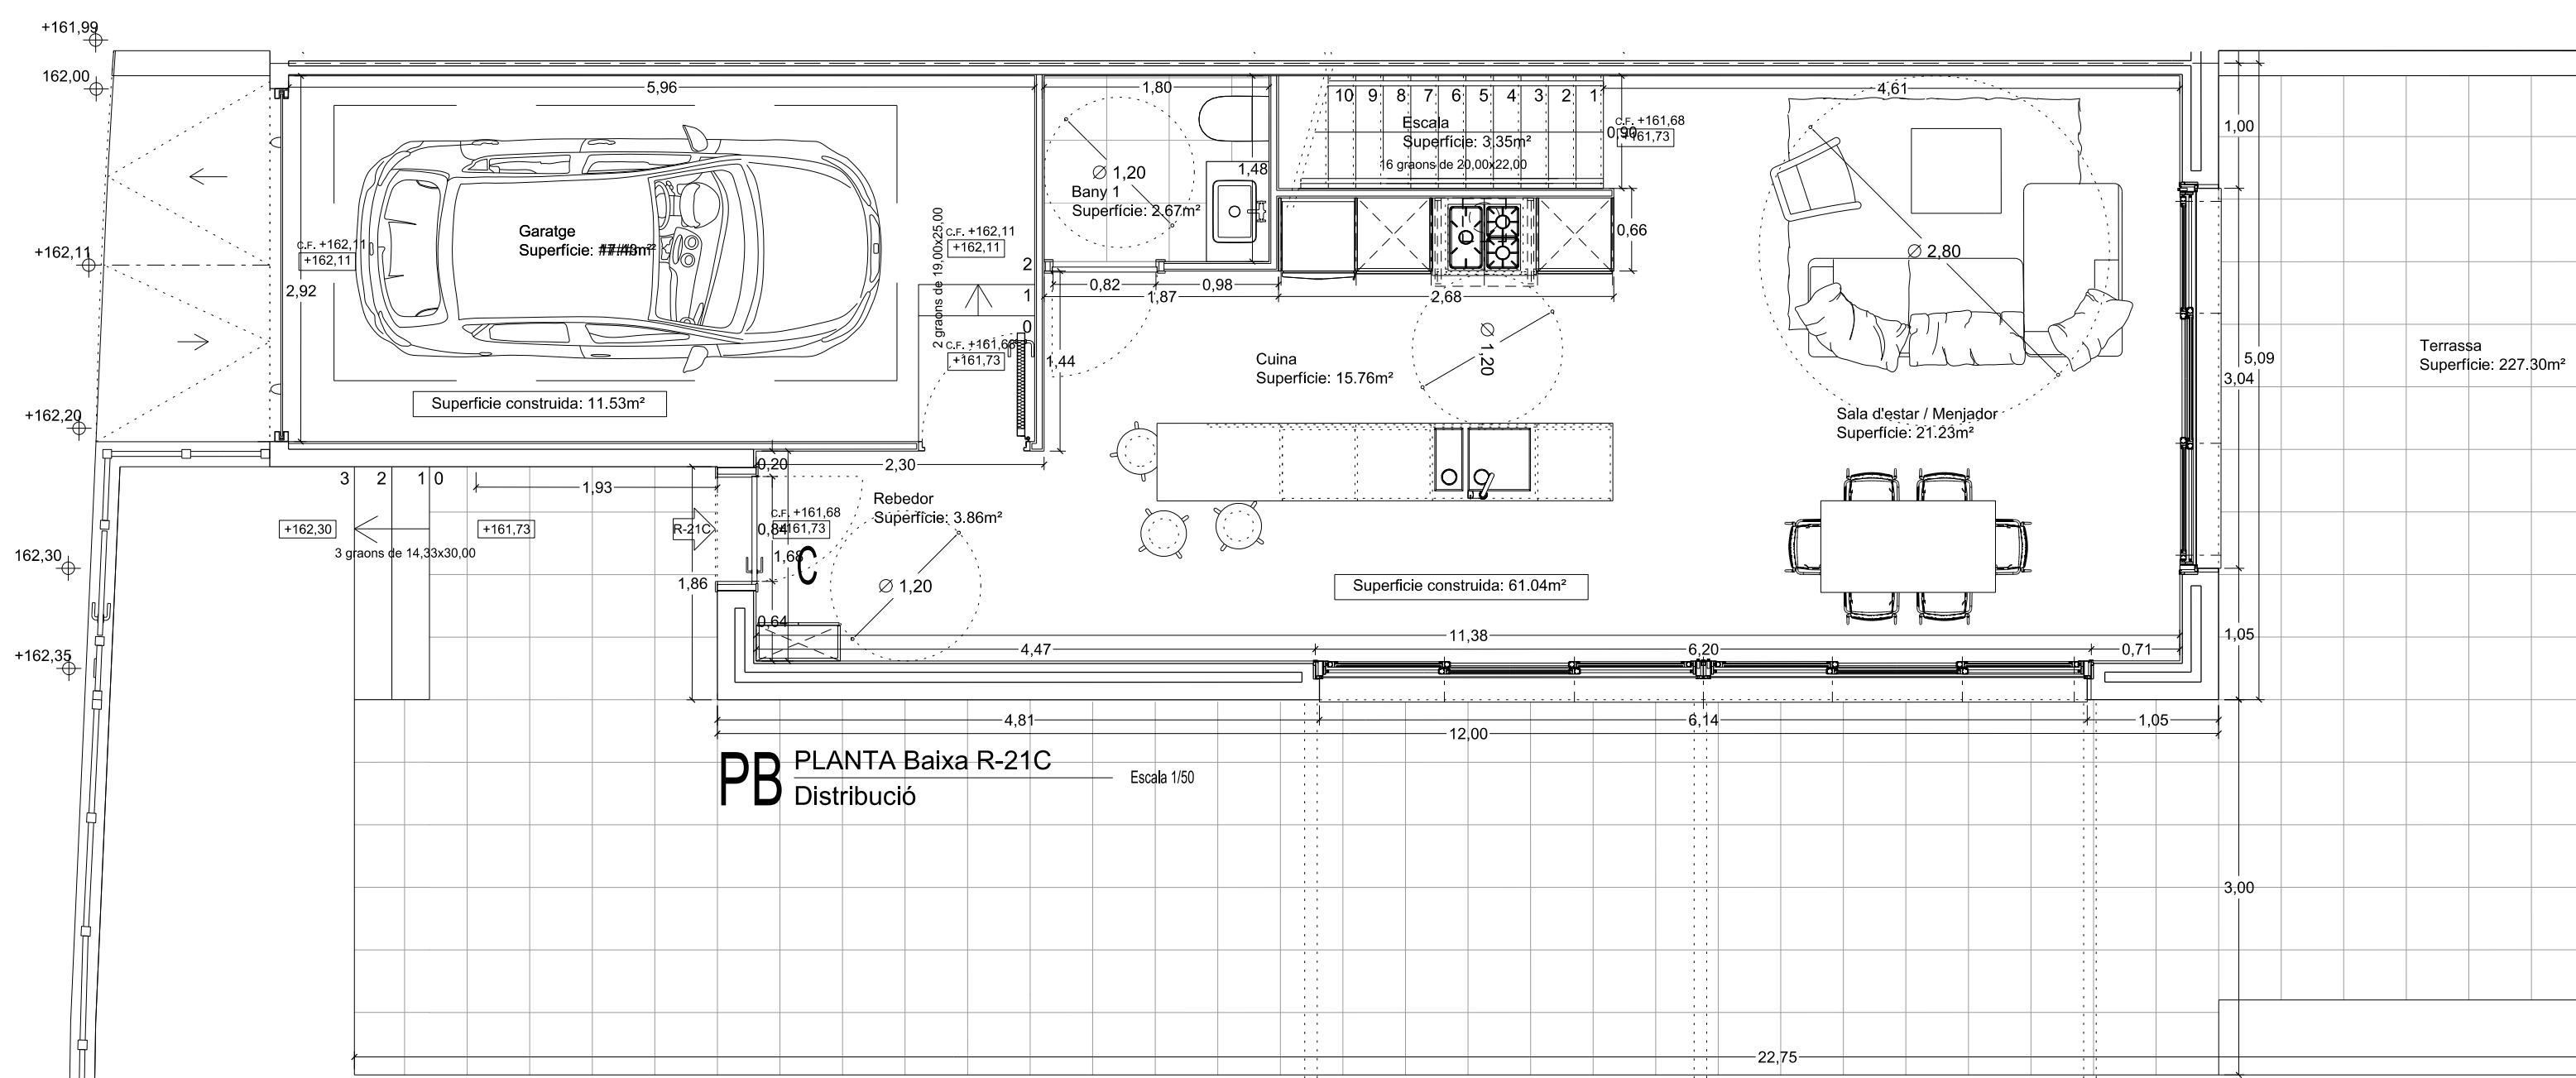 +161,99
162,00
+162,11
+162,20
162,30
+162,35
5,96
2,92
C.F. +162,11
+162,11
Garatge
Superfície:
Superficie construida: 11.53m²
2 graons de 19,00x25,00
C.F. +162,11
+162,11
2
1
0
C.F. +161,68
+161,73
1,80
1,48
Ø 1,20
Bany 1
Superfície: 2.67m²
0,82
0,98
1,87
2,68
1,44
10 9 8 7 6 5 4 3 2 1
Escala
Superfície: 3.35m²
16 graons de 20,00x22,00
0,90
C.F. +161,68
+161,73
0,66
4,61
Ø 2,80
Ø 1,20
Cuina
Superfície: 15.76m²
Sala d'estar / Menjador
Superfície: 21.23m²
1,00
5,09
3,04
1,05
3,00
Terrassa
Superfície: 227.30m²
3 2 1 0
1,93
+162,30
+161,73
3 graons de 14,33x30,00
R-21C
1,86
0,20
2,30
C.F. +161,68
+161,73
0,84
1,68
C
0,64
Rebedor
Superfície: 3.86m²
Ø 1,20
Superficie construida: 61.04m²
11,38
4,47
6,20
0,71
4,81
6,14
1,05
12,00
PB
PLANTA Baixa R-21C
Distribució
Escala 1/50
22,75